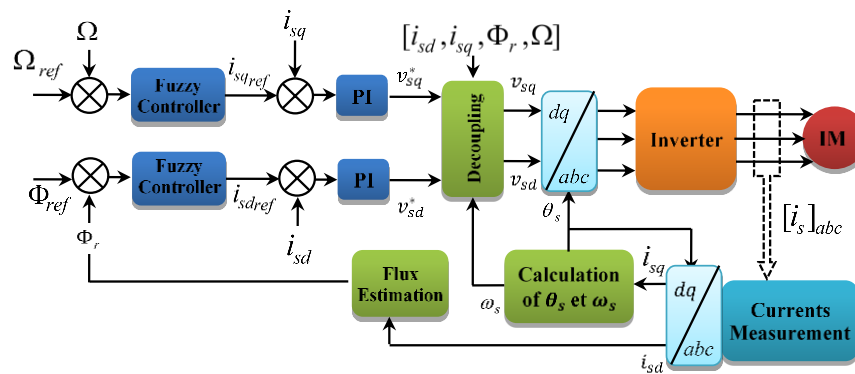 Ω
i_sq
[i_sd, i_sq, Φ_r, Ω]
Ω_ref
Fuzzy
Controller
i_sq_ref
PI
v*_sq
Decoupling
v_sq
dq
abc
Inverter
IM
Φ_ref
Fuzzy
Controller
i_sd_ref
PI
v*_sd
v_sd
θ_s
[i_s]_abc
Φ_r
i_sd
Flux
Estimation
ω_s
Calculation
of θ_s et ω_s
i_sq
dq
abc
Currents
Measurement
i_sd